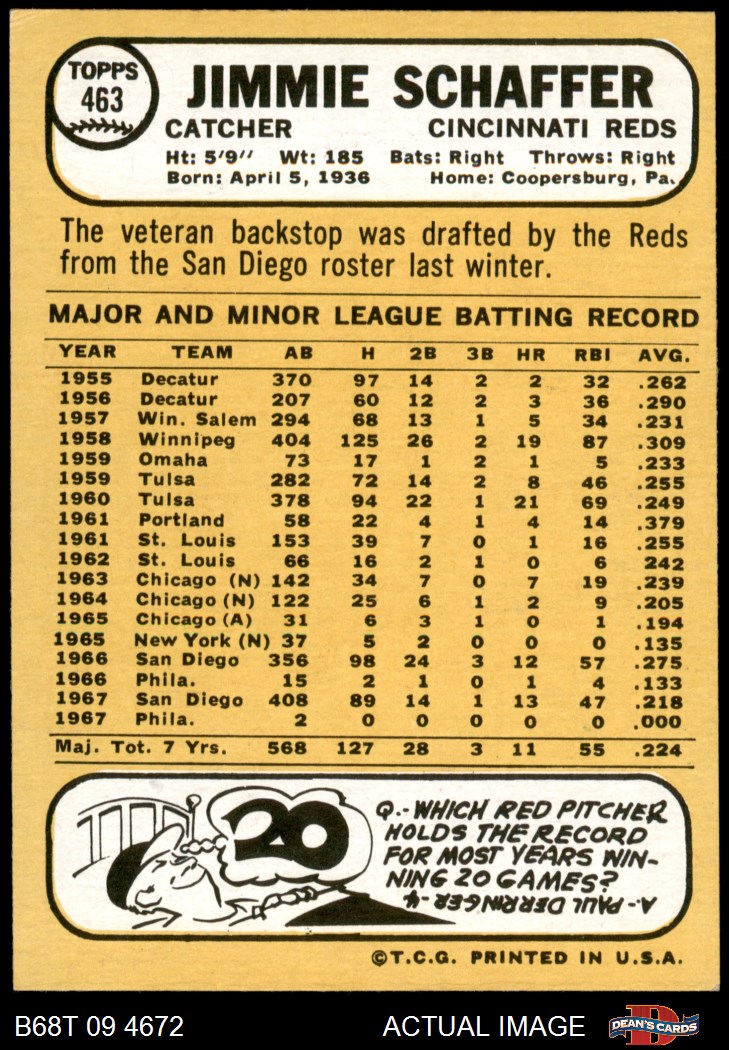 TOPPS
463
JIMMIE SCHAFFER
CATCHER CINCINNATI REDS
Ht: 5'9" Wt: 185 Bats: Right Throws: Right
Born: April 5, 1936 Home: Coopersburg, Pa.
The veteran backstop was drafted by the Reds
from the San Diego roster last winter.
MAJOR AND MINOR LEAGUE BATTING RECORD
YEAR TEAM AB H 2B 3B HR RBI AVG.
1955 Decatur 370 97 14 2 2 32 .262
1956 Decatur 207 60 12 2 3 36 .290
1957 Win. Salem 294 68 13 1 5 34 .231
1958 Winnipeg 404 125 26 2 19 87 .309
1959 Omaha 73 17 1 2 1 5 .233
1959 Tulsa 282 72 14 2 8 46 .255
1960 Tulsa 378 94 22 1 21 69 .249
1961 Portland 58 22 4 1 4 14 .379
1961 St. Louis 153 39 7 0 1 16 .255
1962 St. Louis 66 16 2 1 0 6 242
1963 Chicago (N) 142 34 7 0 7 19 .239
1964 Chicago (N) 122 25 6 1 2 9 .205
1965 Chicago (A) 31 6 3 1 0 1 .194
1965 New York (N) 37 5 2 0 0 0 .135
1966 San Diego 356 98 24 3 12 57 .275
1966 Phila. 15 2 1 0 1 4 .133
1967 San Diego 408 89 14 1 13 47 .218
1967 Phila. 2 0 0 0 0 0 .000
Maj. Tot. 7 Yrs. 568 127 28 3 11 55 .224
20
Q.-WHICH RED PITCHER
HOLDS THE RECORD
FOR MOST YEARS WIN-
NING 20 GAMES?
A.-PAUL DERRINGER-4
©T.C.G. PRINTED IN U.S.A.
B68T 09 4672 ACTUAL IMAGE DEAN'S CARDS